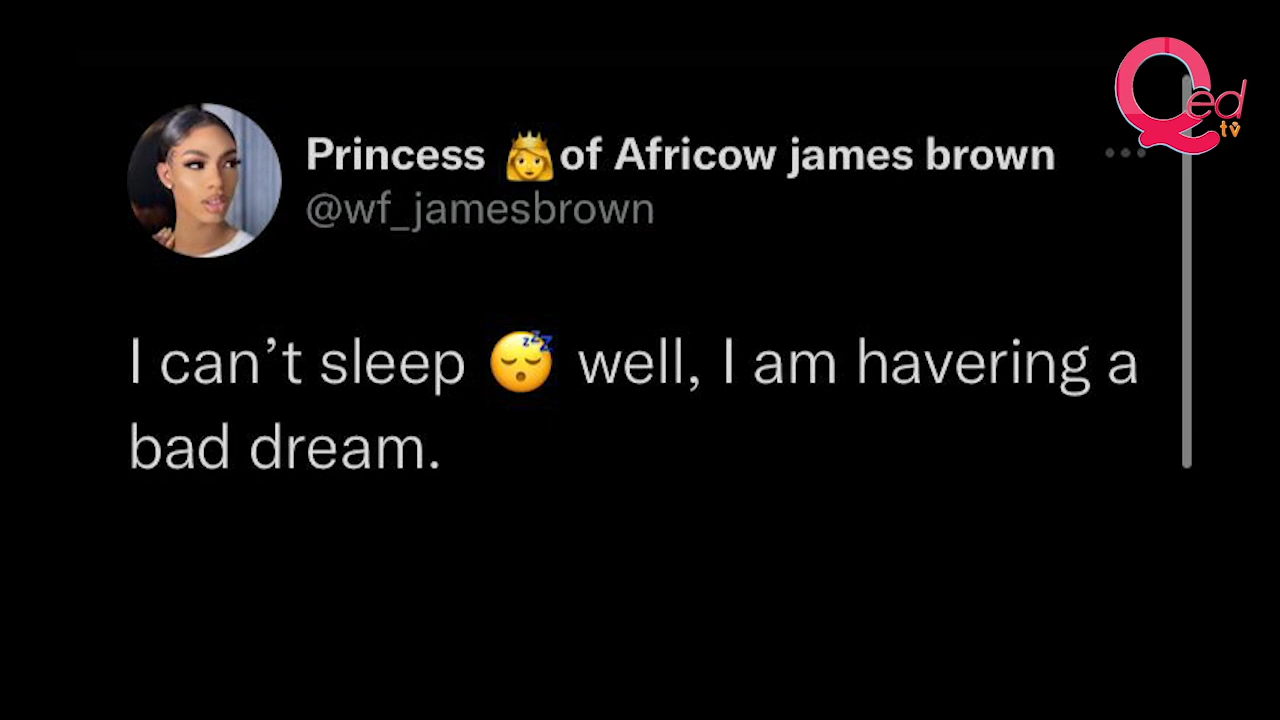 Qed
tv
Princess 👸 of Africow james brown
@wf_jamesbrown
I can’t sleep 😴 well, I am havering a
bad dream.